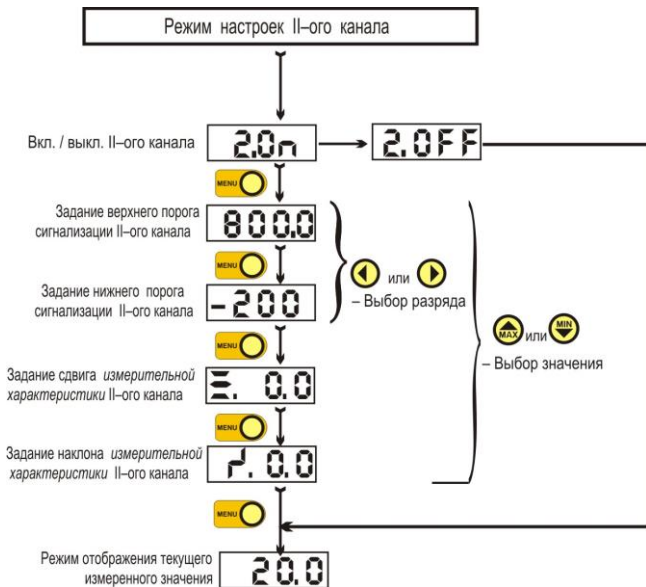 Режим настроек II–ого канала
Вкл. / выкл. II–ого канала
2.0n
2.0FF
MENU
Задание верхнего порога
сигнализации II–ого канала
800.0
MENU
или
– Выбор разряда
Задание нижнего порога
сигнализации II–ого канала
-200
MAX
или
MIN
– Выбор значения
MENU
Задание сдвига измерительной
характеристики II–ого канала
0.0
MENU
Задание наклона измерительной
характеристики II–ого канала
0.0
MENU
Режим отображения текущего
измеренного значения
20.0